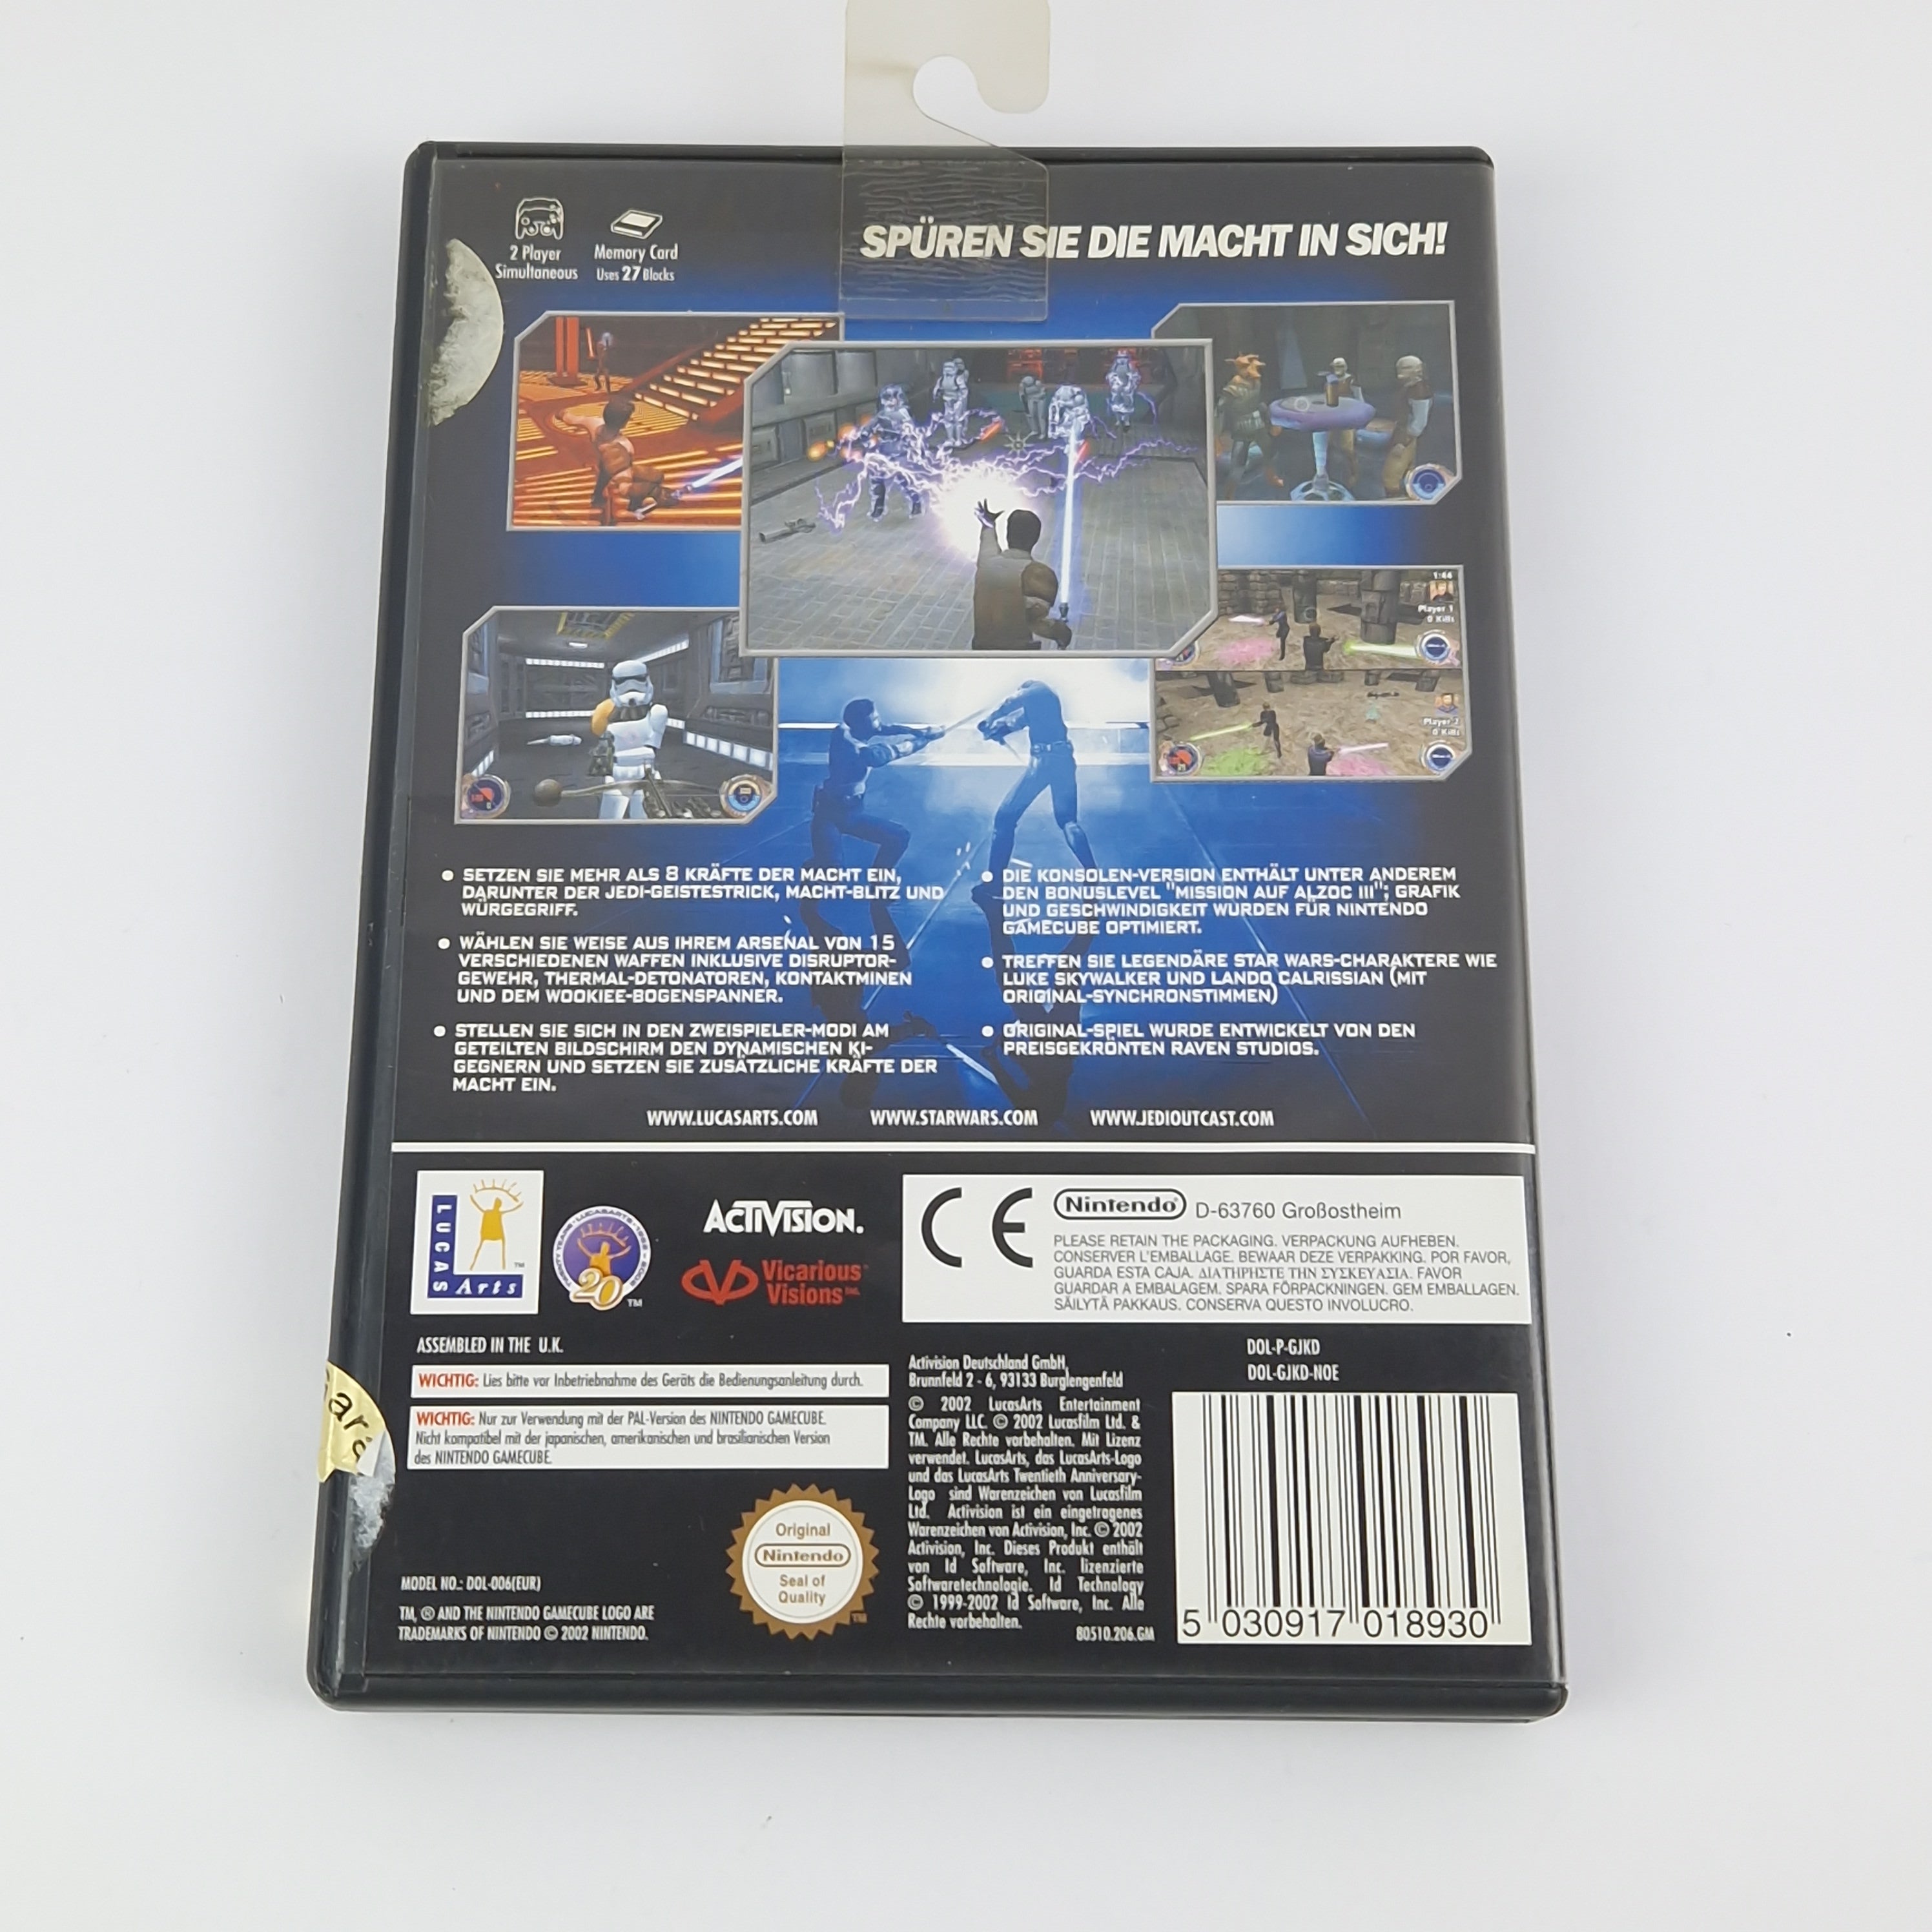 2 Player
Simultaneous
Memory Card
Uses 27 Blocks
SPÜREN SIE DIE MACHT IN SICH!
1:44
Player 1
0 Kills
Player 2
0 Kills
• SETZEN SIE MEHR ALS 8 KRÄFTE DER MACHT EIN,
DARUNTER DER JEDI-GEISTESTRICK, MACHT-BLITZ UND
WÜRGEGRIFF.
• WÄHLEN SIE WEISE AUS IHREM ARSENAL VON 15
VERSCHIEDENEN WAFFEN INKLUSIVE DISRUPTOR-
GEWEHR, THERMAL-DETONATOREN, KONTAKTMINEN
UND DEM WOOKIEE-BOGENSPANNER.
• STELLEN SIE SICH IN DEN ZWEISPIELER-MODI AM
GETEILTEN BILDSCHIRM DEN DYNAMISCHEN KI-
GEGNERN UND SETZEN SIE ZUSÄTZLICHE KRÄFTE DER
MACHT EIN.
• DIE KONSOLEN-VERSION ENTHÄLT UNTER ANDEREM
DEN BONUSLEVEL "MISSION AUF ALZOC III"; GRAFIK
UND GESCHWINDIGKEIT WURDEN FÜR NINTENDO
GAMECUBE OPTIMIERT.
• TREFFEN SIE LEGENDÄRE STAR WARS-CHARAKTERE WIE
LUKE SKYWALKER UND LANDO CALRISSIAN (MIT
ORIGINAL-SYNCHRONSTIMMEN)
• ORIGINAL-SPIEL WURDE ENTWICKELT VON DEN
PREISGEKRÖNTEN RAVEN STUDIOS.
WWW.LUCASARTS.COM WWW.STARWARS.COM WWW.JEDIOUTCAST.COM
LUCAS
Arts
TM
20
TM
ACTIVISION.
Vicarious
Visions
CE
Nintendo® D-63760 Großostheim
PLEASE RETAIN THE PACKAGING. VERPACKUNG AUFHEBEN.
CONSERVER L'EMBALLAGE. BEWAAR DEZE VERPAKKING. POR FAVOR,
GUARDA ESTA CAJA. ΔΙΑΤΗΡΗΣΤΕ ΤΗΝ ΣΥΣΚΕΥΑΣΙΑ. FAVOR
GUARDAR A EMBALAGEM. SPARA FÖRPACKNINGEN. GEM EMBALLAGEN.
SÄILYTÄ PAKKAUS. CONSERVA QUESTO INVOLUCRO.
ASSEMBLED IN THE U.K.
WICHTIG: Lies bitte vor Inbetriebnahme des Geräts die Bedienungsanleitung durch.
WICHTIG: Nur zur Verwendung mit der PAL-Version des NINTENDO GAMECUBE.
Nicht kompatibel mit der japanischen, amerikanischen und brasilianischen Version
des NINTENDO GAMECUBE.
Original
Nintendo
Seal of
Quality
TM
MODEL NO.: DOL-006(EUR)
TM, ® AND THE NINTENDO GAMECUBE LOGO ARE
TRADEMARKS OF NINTENDO © 2002 NINTENDO.
Activision Deutschland GmbH,
Brunnfeld 2 - 6, 93133 Burglengenfeld
© 2002 LucasArts Entertainment
Company LLC. © 2002 Lucasfilm Ltd. &
TM. Alle Rechte vorbehalten. Mit Lizenz
verwendet. LucasArts, das LucasArts-Logo
und das LucasArts Twentieth Anniversary-
Logo sind Warenzeichen von Lucasfilm
Ltd. Activision ist ein eingetragenes
Warenzeichen von Activision, Inc. © 2002
Activision, Inc. Dieses Produkt enthält
von Id Software, Inc. lizenzierte
Softwaretechnologie. Id Technology
© 1999-2002 Id Software, Inc. Alle
Rechte vorbehalten.
80510.206.GM
DOL-P-GJKD
DOL-GJKD-NOE
5 030917 018930